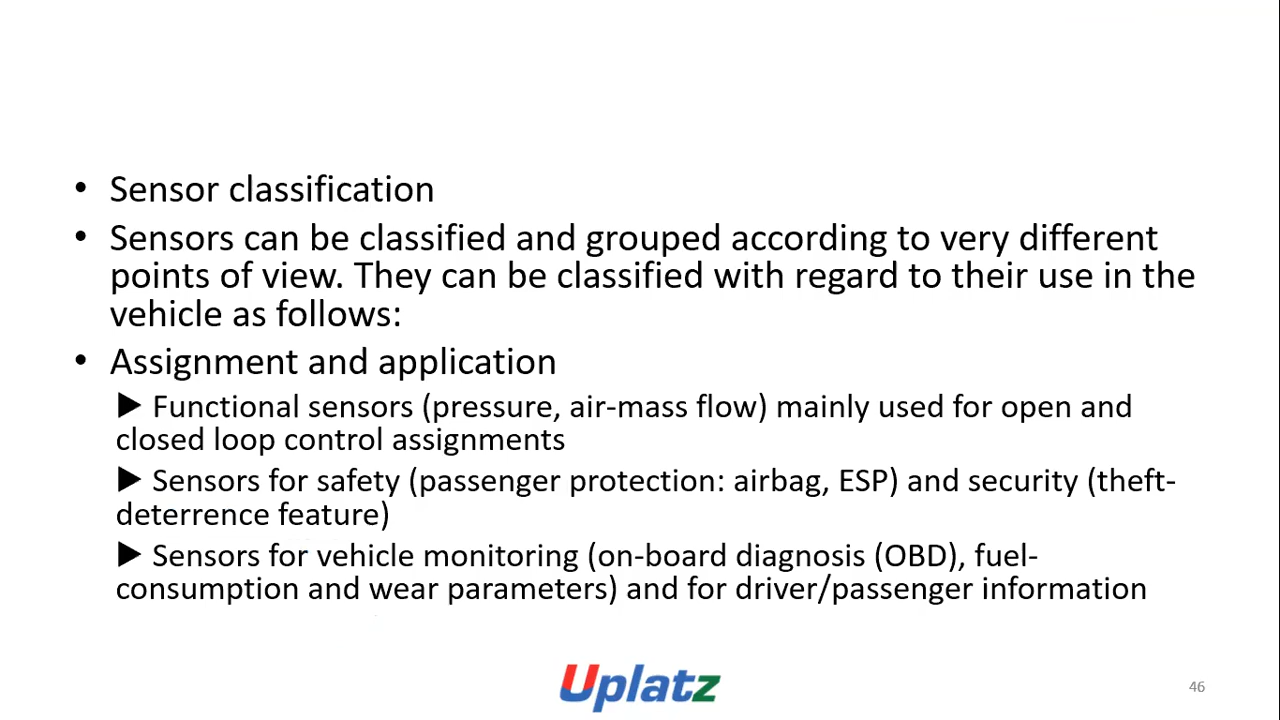 • Sensor classification
• Sensors can be classified and grouped according to very different
points of view. They can be classified with regard to their use in the
vehicle as follows:
• Assignment and application
▶ Functional sensors (pressure, air-mass flow) mainly used for open and
closed loop control assignments
▶ Sensors for safety (passenger protection: airbag, ESP) and security (theft-
deterrence feature)
▶ Sensors for vehicle monitoring (on-board diagnosis (OBD), fuel-
consumption and wear parameters) and for driver/passenger information
Uplatz
46